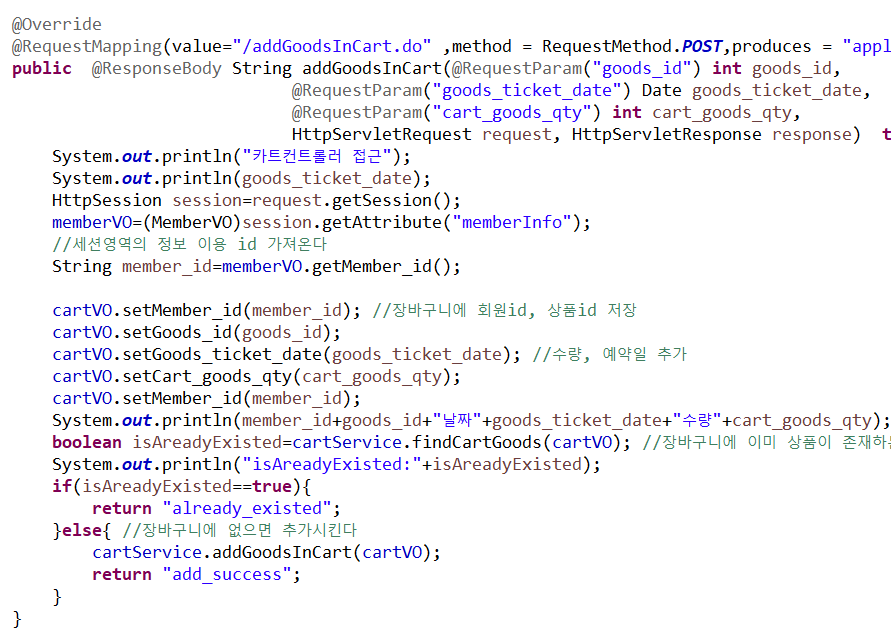 @Override
@RequestMapping(value="/addGoodsInCart.do" ,method = RequestMethod.POST,produces = "appl
public  @ResponseBody String addGoodsInCart(@RequestParam("goods_id") int goods_id,
@RequestParam("goods_ticket_date") Date goods_ticket_date,
@RequestParam("cart_goods_qty") int cart_goods_qty,
HttpServletRequest request, HttpServletResponse response)  t
System.out.println("카트컨트롤러 접근");
System.out.println(goods_ticket_date);
HttpSession session=request.getSession();
memberVO=(MemberVO)session.getAttribute("memberInfo");
//세션영역의 정보 이용 id 가져온다
String member_id=memberVO.getMember_id();
cartVO.setMember_id(member_id); //장바구니에 회원id, 상품id 저장
cartVO.setGoods_id(goods_id);
cartVO.setGoods_ticket_date(goods_ticket_date); //수량, 예약일 추가
cartVO.setCart_goods_qty(cart_goods_qty);
cartVO.setMember_id(member_id);
System.out.println(member_id+goods_id+"날짜"+goods_ticket_date+"수량"+cart_goods_qty);
boolean isAreadyExisted=cartService.findCartGoods(cartVO); //장바구니에 이미 상품이 존재하는
System.out.println("isAreadyExisted:"+isAreadyExisted);
if(isAreadyExisted==true){
return "already_existed";
}else{ //장바구니에 없으면 추가시킨다
cartService.addGoodsInCart(cartVO);
return "add_success";
}
}